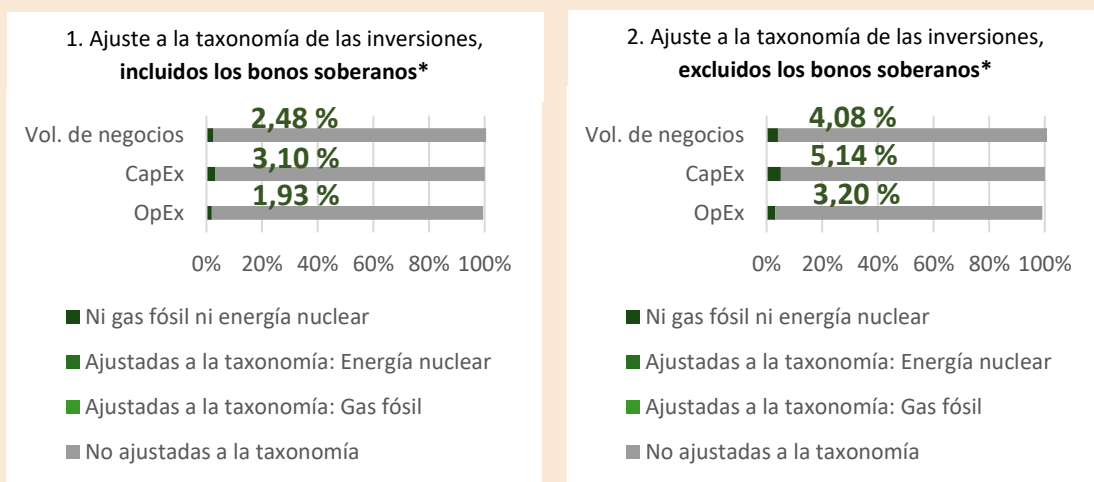 1. Ajuste a la taxonomía de las inversiones,
incluidos los bonos soberanos*
Vol. de negocios
2,48 %
CapEx
3,10 %
OpEx
1,93 %
0% 20% 40% 60% 80% 100%
Ni gas fósil ni energía nuclear
Ajustadas a la taxonomía: Energía nuclear
Ajustadas a la taxonomía: Gas fósil
No ajustadas a la taxonomía
2. Ajuste a la taxonomía de las inversiones,
excluidos los bonos soberanos*
Vol. de negocios
4,08 %
CapEx
5,14 %
OpEx
3,20 %
0% 20% 40% 60% 80% 100%
Ni gas fósil ni energía nuclear
Ajustadas a la taxonomía: Energía nuclear
Ajustadas a la taxonomía: Gas fósil
No ajustadas a la taxonomía